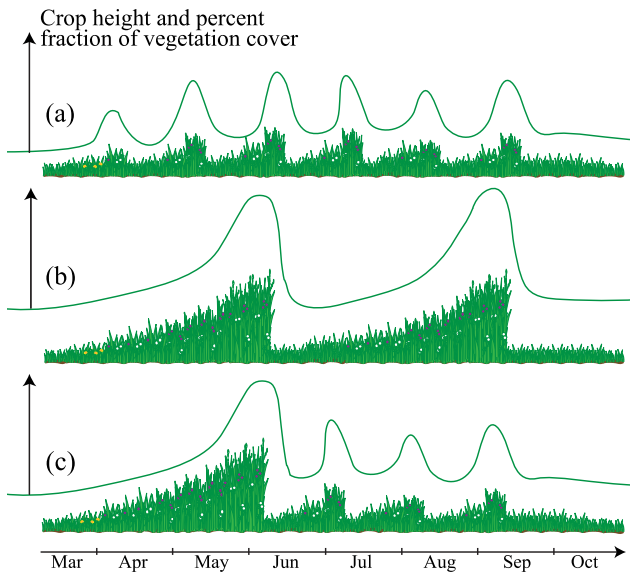 Crop height and percent
fraction of vegetation cover
(a)
(b)
(c)
Mar Apr May Jun Jul Aug Sep Oct